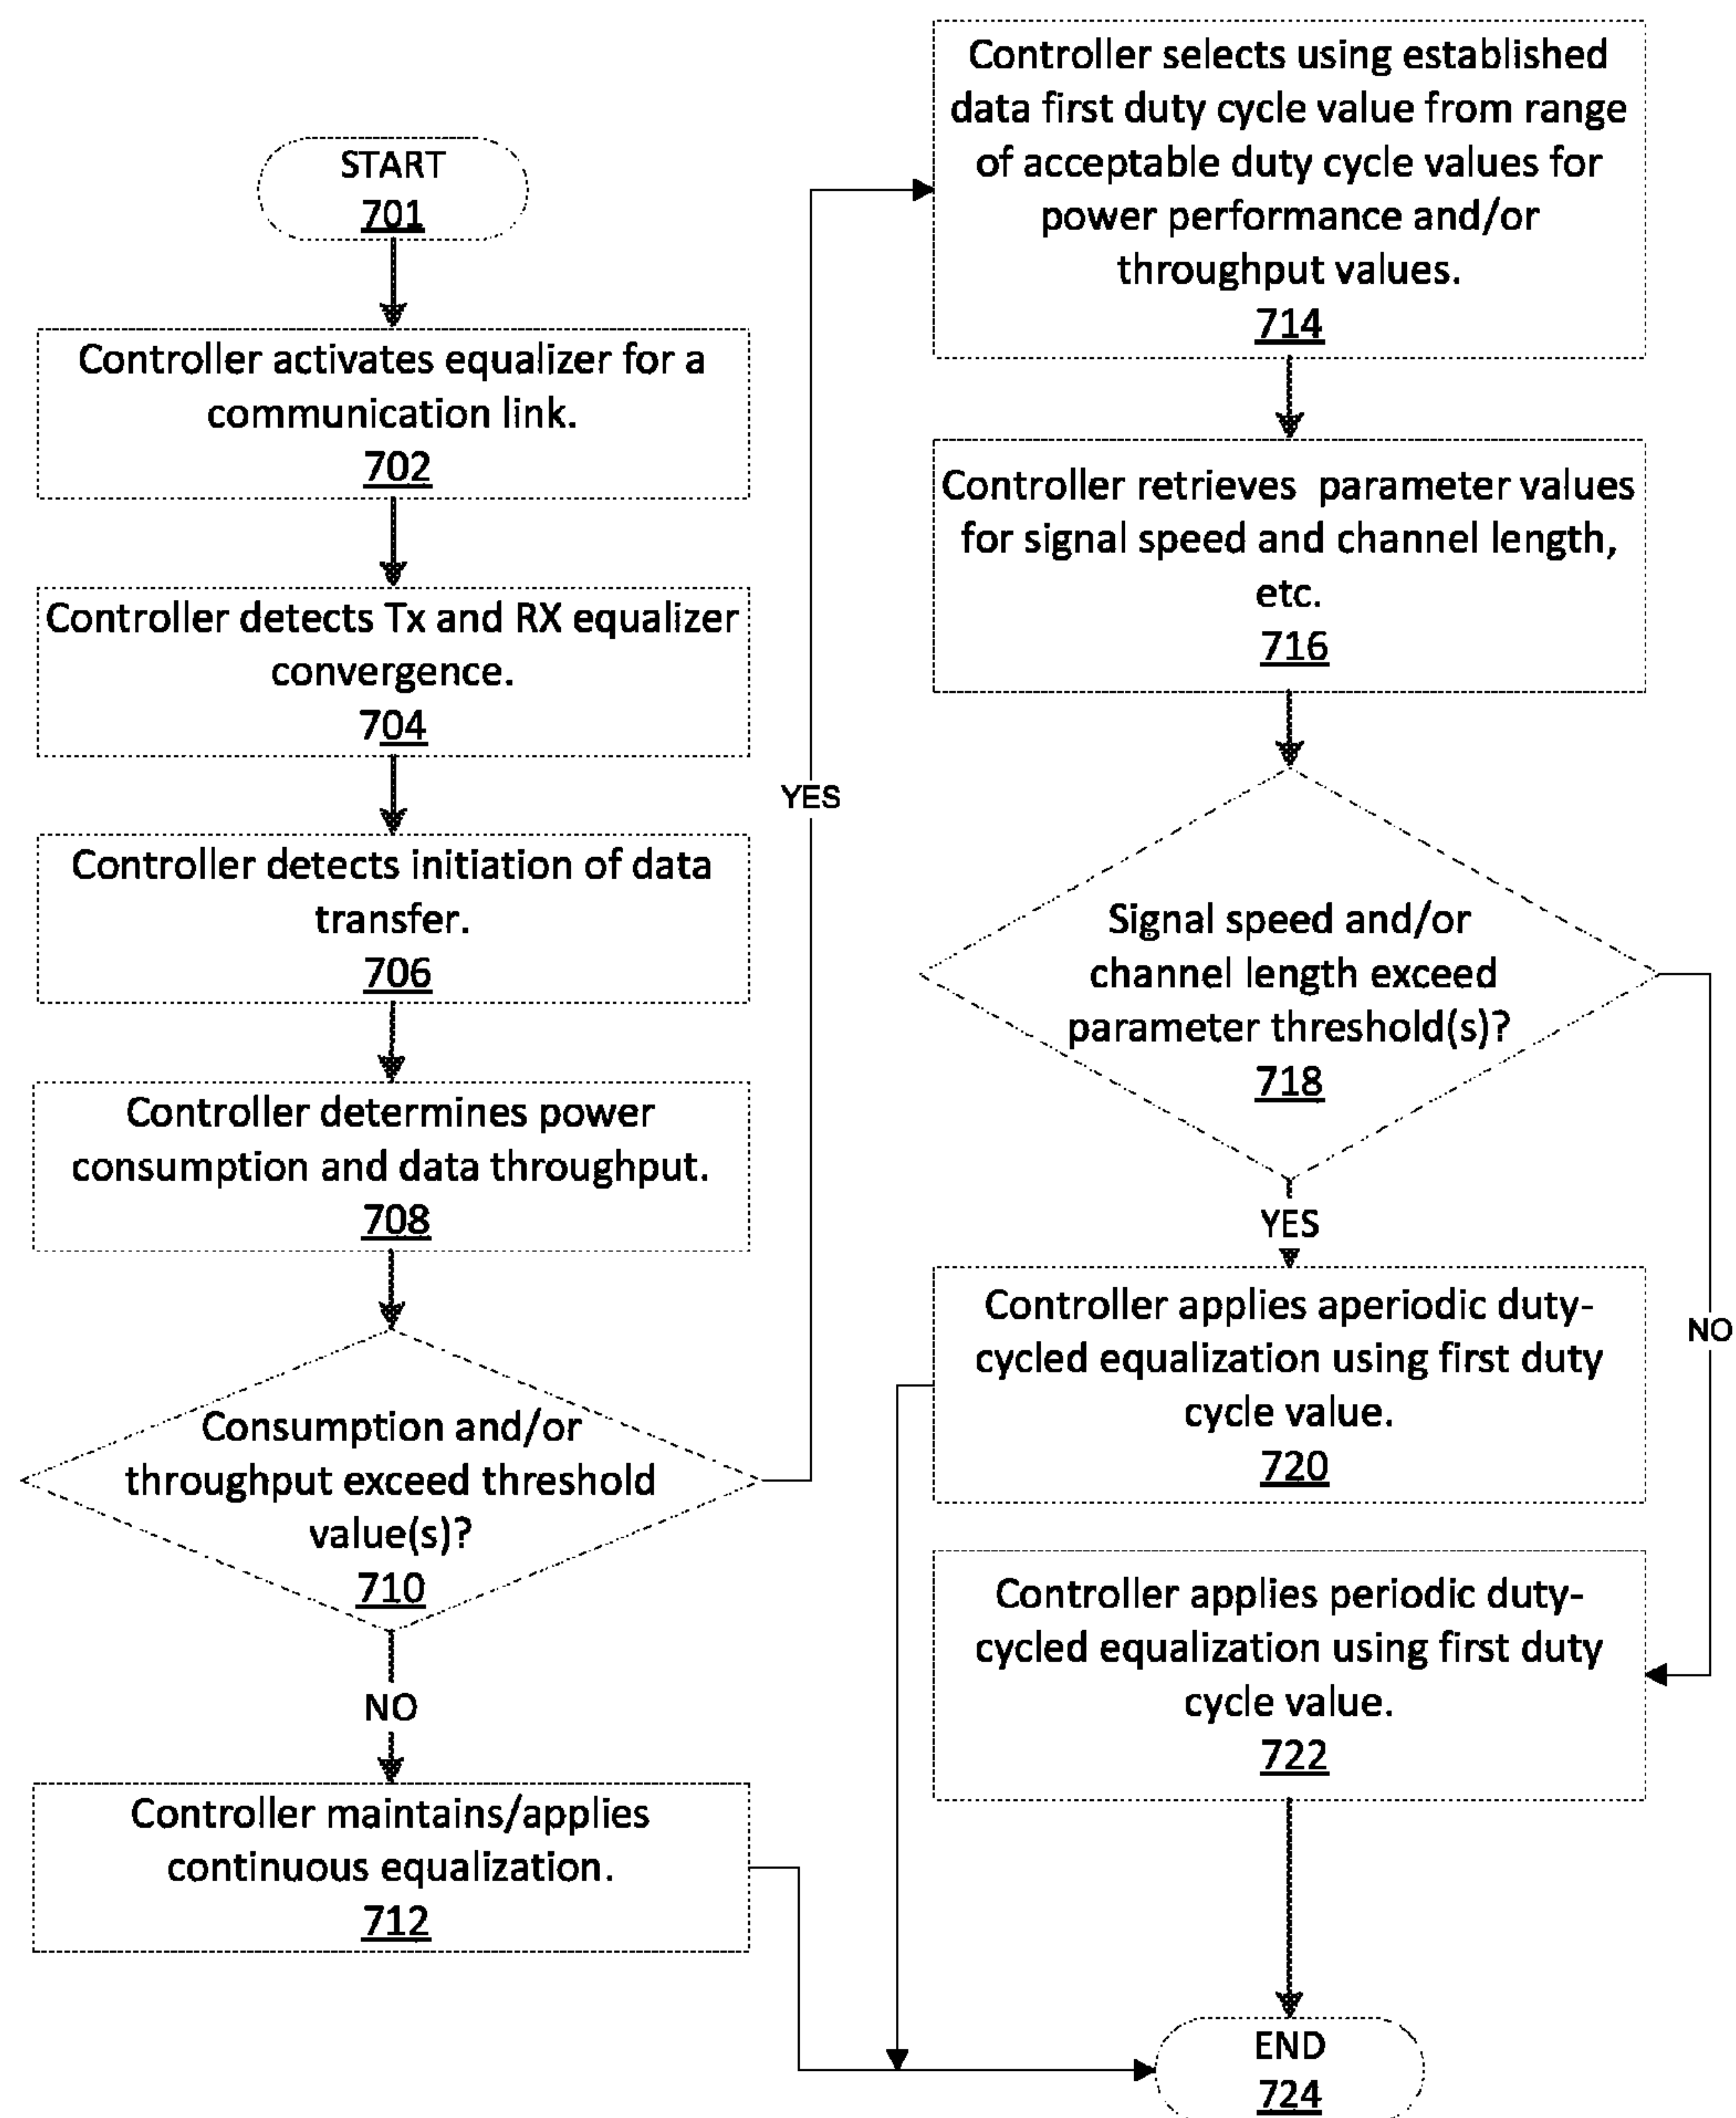 START
701
Controller activates equalizer for a
communication link.
702
Controller detects Tx and RX equalizer
convergence.
704
Controller detects initiation of data
transfer.
706
Controller determines power
consumption and data throughput.
708
Consumption and/or
throughput exceed threshold
value(s)?
710
NO
Controller maintains/applies
continuous equalization.
712
YES
Controller selects using established
data first duty cycle value from range
of acceptable duty cycle values for
power performance and/or
throughput values.
714
Controller retrieves parameter values
for signal speed and channel length,
etc.
716
Signal speed and/or
channel length exceed
parameter threshold(s)?
718
YES
NO
Controller applies aperiodic duty-
cycled equalization using first duty
cycle value.
720
Controller applies periodic duty-
cycled equalization using first duty
cycle value.
722
END
724